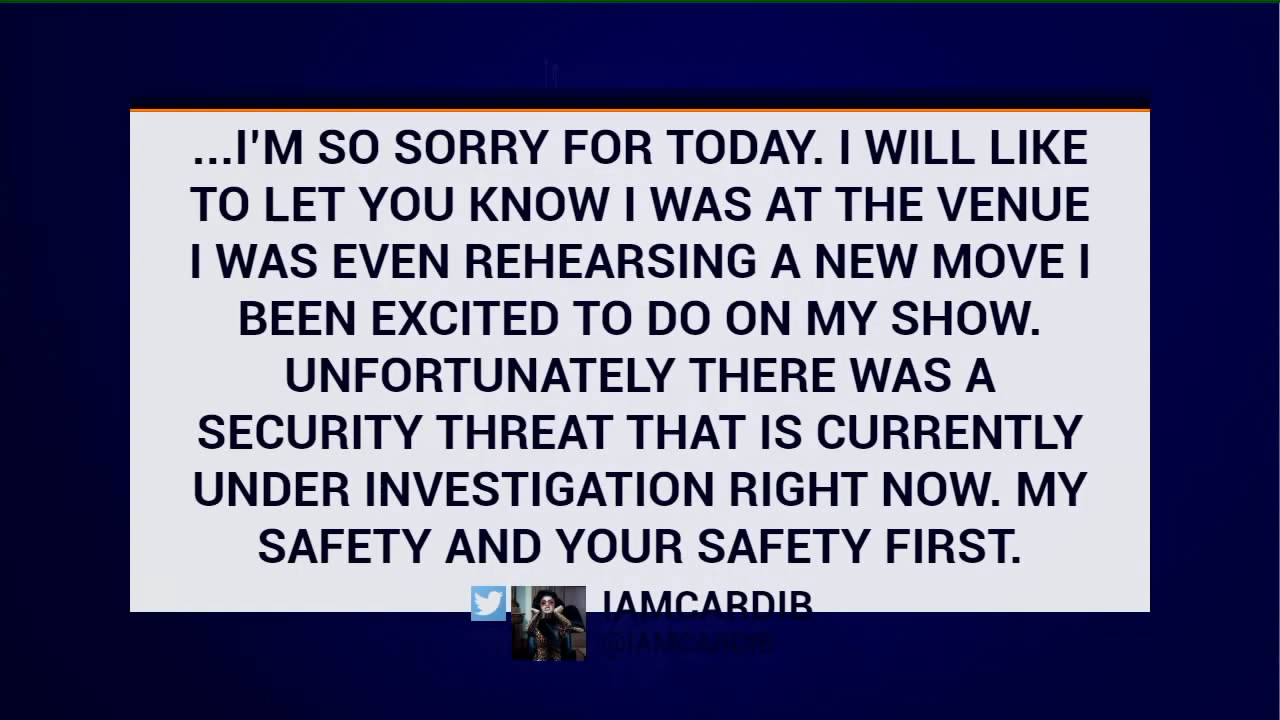 ...I'M SO SORRY FOR TODAY. I WILL LIKE
TO LET YOU KNOW I WAS AT THE VENUE
I WAS EVEN REHEARSING A NEW MOVE I
BEEN EXCITED TO DO ON MY SHOW.
UNFORTUNATELY THERE WAS A
SECURITY THREAT THAT IS CURRENTLY
UNDER INVESTIGATION RIGHT NOW. MY
SAFETY AND YOUR SAFETY FIRST.
IAMCARDIB
@IAMCARDIB